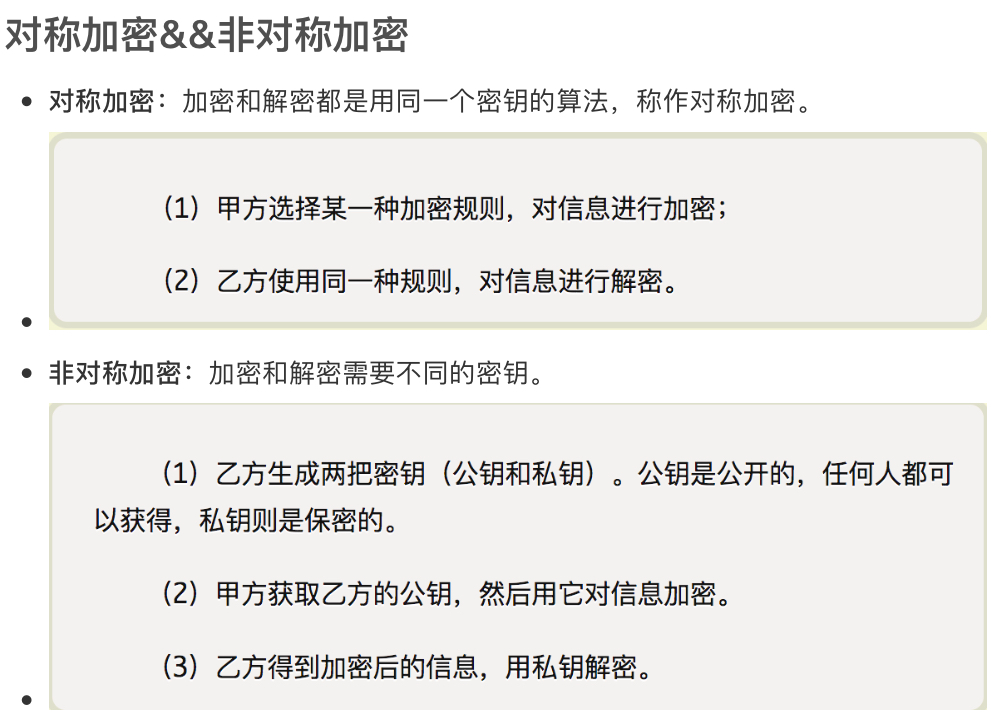 对称加密&&非对称加密
对称加密：加密和解密都是用同一个密钥的算法，称作对称加密。
（1）甲方选择某一种加密规则，对信息进行加密；
（2）乙方使用同一种规则，对信息进行解密。
非对称加密：加密和解密需要不同的密钥。
（1）乙方生成两把密钥（公钥和私钥）。公钥是公开的，任何人都可
以获得，私钥则是保密的。
（2）甲方获取乙方的公钥，然后用它对信息加密。
（3）乙方得到加密后的信息，用私钥解密。